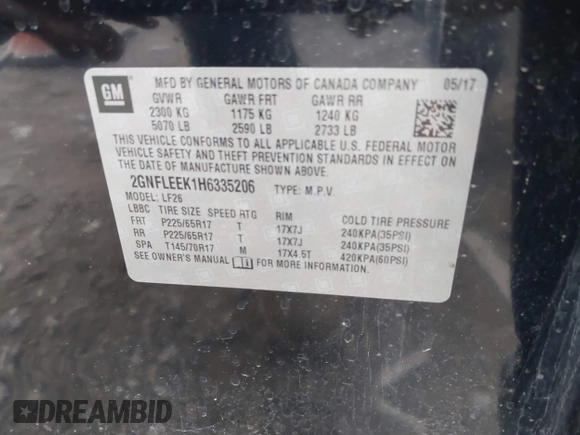 GM
MFD BY GENERAL MOTORS OF CANADA COMPANY 05/17
GVWR GAWR FRT GAWR RR
2300 KG 1175 KG 1240 KG
5070 LB 2590 LB 2733 LB
THIS VEHICLE CONFORMS TO ALL APPLICABLE U.S. FEDERAL MOTOR
VEHICLE SAFETY AND THEFT PREVENTION STANDARDS IN EFFECT ON THE
DATE OF MANUFACTURE SHOWN ABOVE.
2GNFLEEK1H6335206 TYPE: M.P.V.
MODEL: LF26
LBBC TIRE SIZE SPEED RTG RIM COLD TIRE PRESSURE
FRT P225/65R17 T 17X7J 240KPA(35PSI)
RR P225/65R17 T 17X7J 240KPA(35PSI)
SPA T145/70R17 M 17X4.5T 420KPA(60PSI)
SEE OWNER'S MANUAL FOR MORE INFORMATION.
DREAMBID